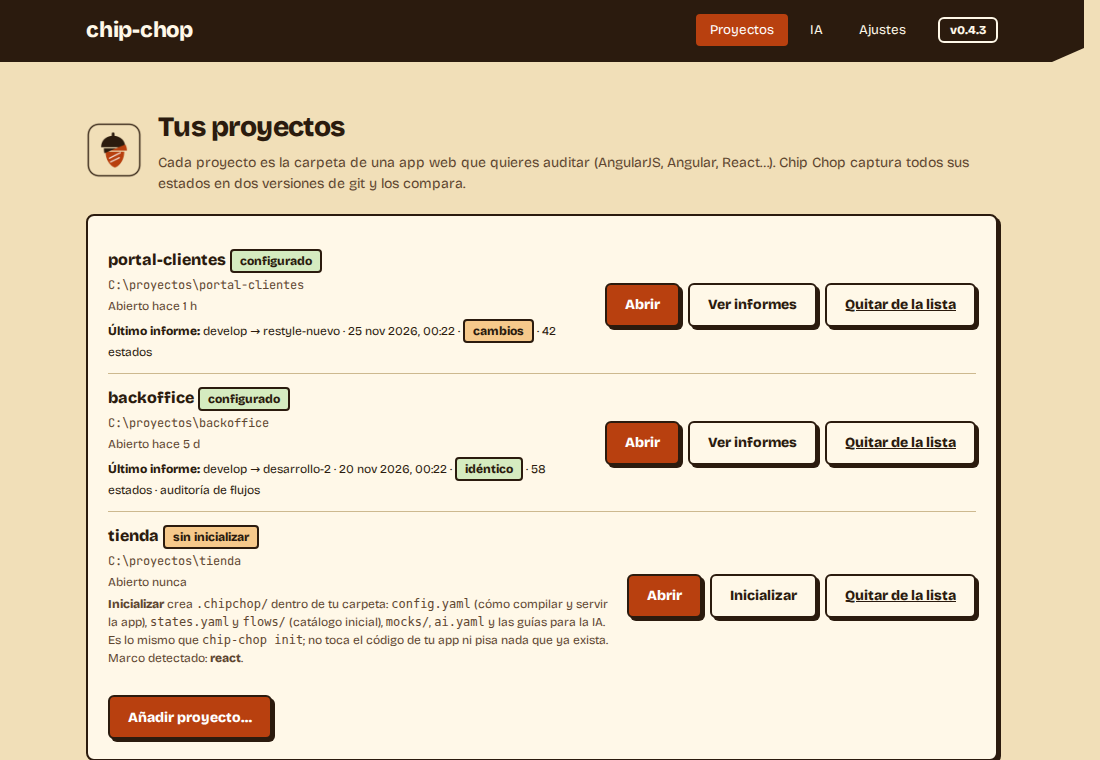 chip-chop
Proyectos
IA
Ajustes
v0.4.3
Tus proyectos
Cada proyecto es la carpeta de una app web que quieres auditar (AngularJS, Angular, React...). Chip Chop captura todos sus
estados en dos versiones de git y los compara.
portal-clientes configurado
C:\proyectos\portal-clientes
Abierto hace 1 h
Último informe: develop → restyle-nuevo · 25 nov 2026, 00:22 · cambios · 42
estados
Abrir
Ver informes
Quitar de la lista
backoffice configurado
C:\proyectos\backoffice
Abierto hace 5 d
Último informe: develop → desarrollo-2 · 20 nov 2026, 00:22 · idéntico · 58
estados · auditoría de flujos
Abrir
Ver informes
Quitar de la lista
tienda sin inicializar
C:\proyectos\tienda
Abierto nunca
Inicializar crea .chipchop/ dentro de tu carpeta: config.yaml (cómo compilar y servir
la app), states.yaml y flows/ (catálogo inicial), mocks/, ai.yaml y las guías para la IA.
Es lo mismo que chip-chop init; no toca el código de tu app ni pisa nada que ya exista.
Marco detectado: react.
Abrir
Inicializar
Quitar de la lista
Añadir proyecto...